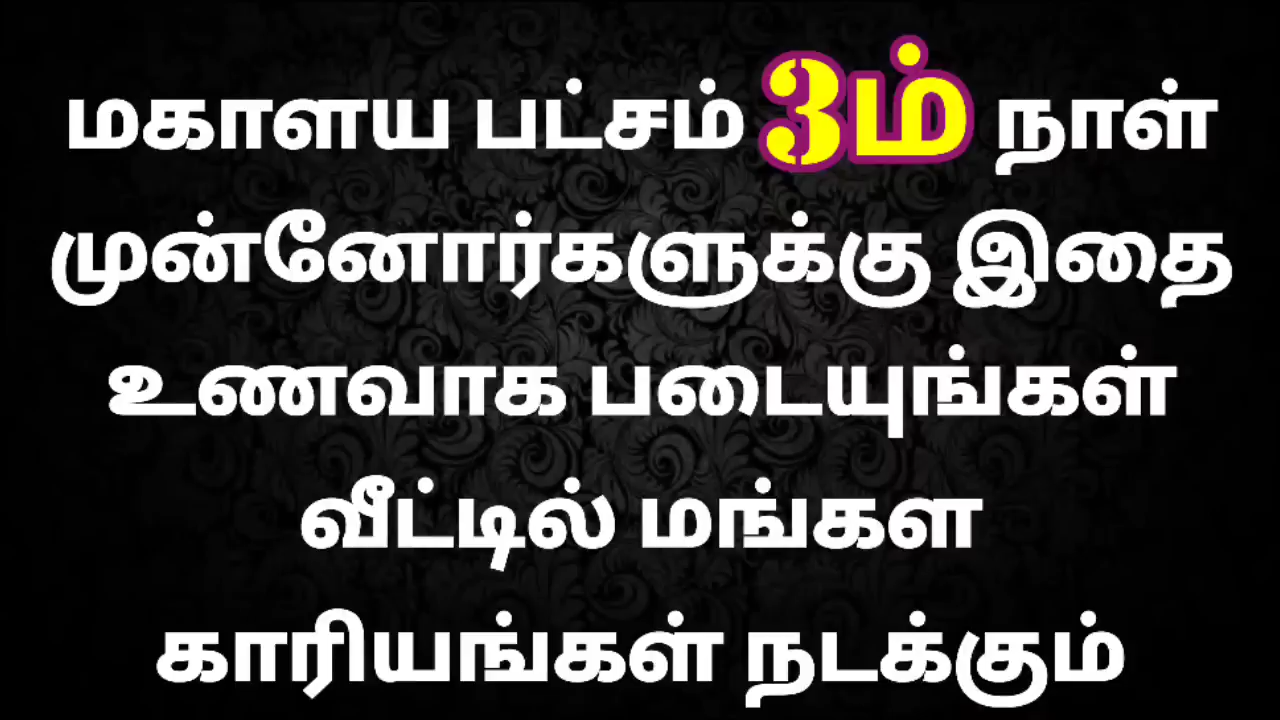 மகாளய பட்சம் 3ம் நாள்
முன்னோர்களுக்கு இதை
உணவாக படையுங்கள்
வீட்டில் மங்கள
காரியங்கள் நடக்கும்